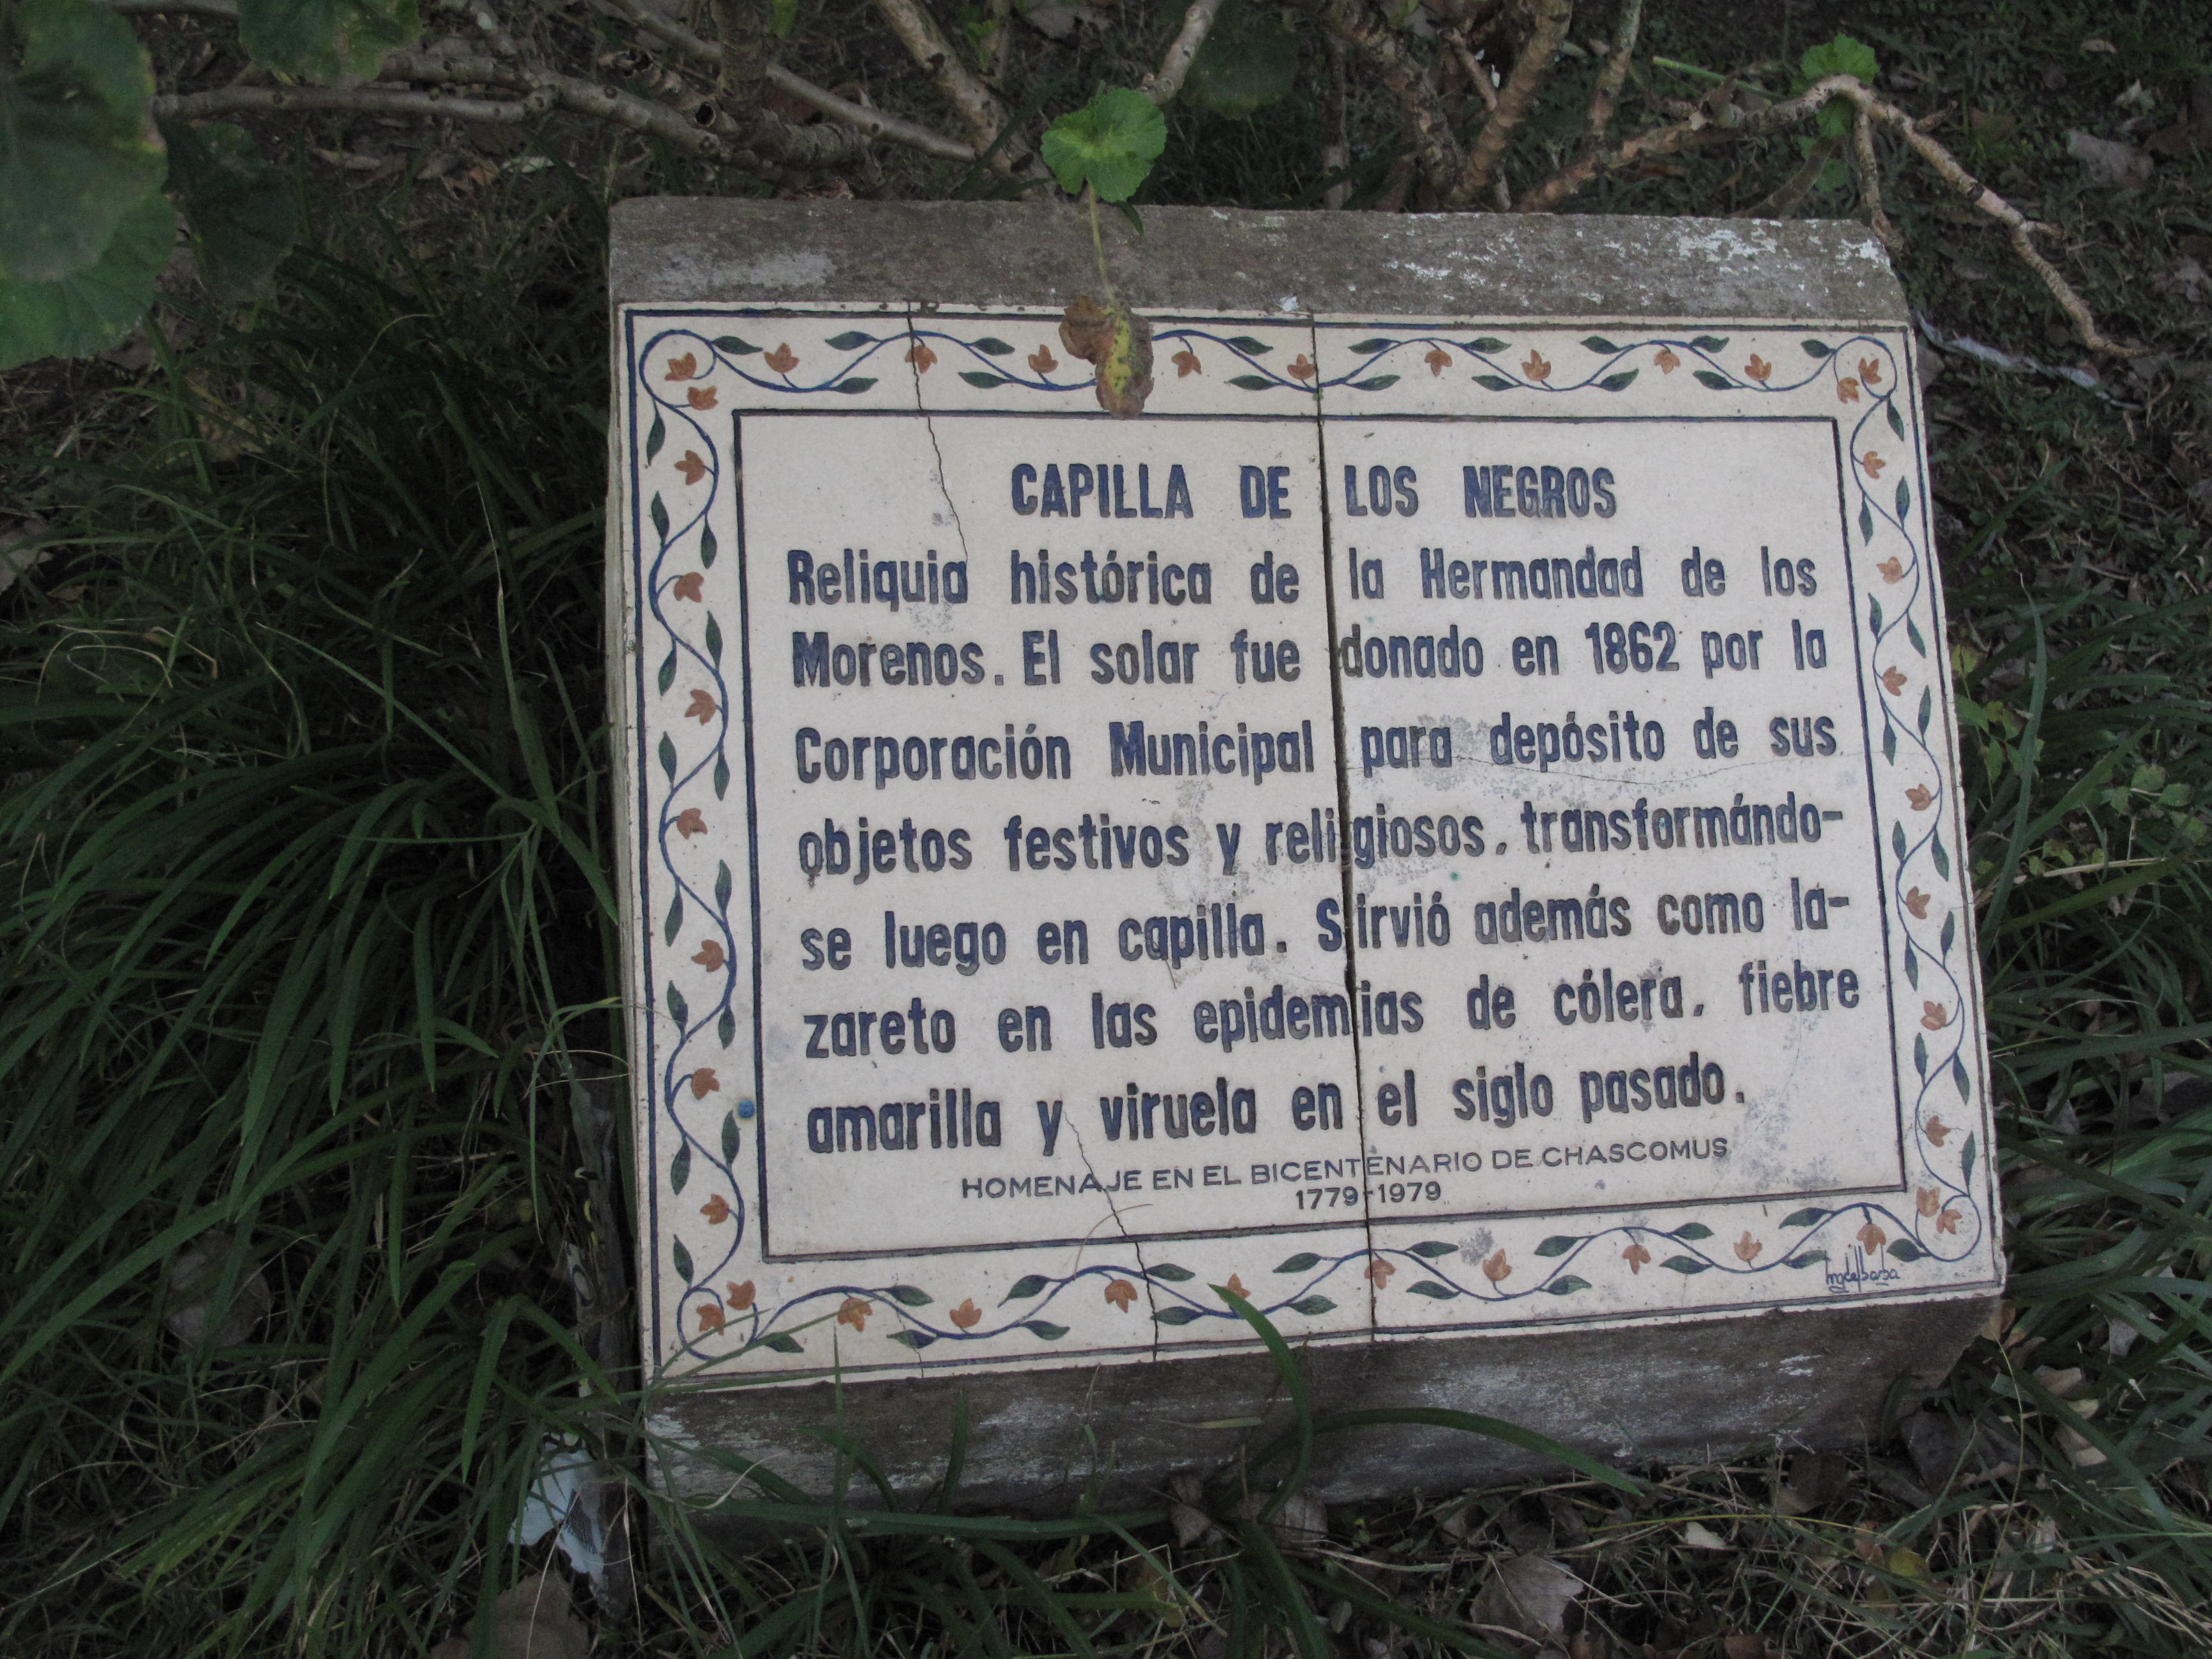 CAPILLA DE LOS NEGROS
Reliquia histórica de la Hermandad de los
Morenos. El solar fue donado en 1862 por la
Corporación Municipal para depósito de sus
objetos festivos y religiosos, transformándo-
se luego en capilla. Sirvió además como la-
zareto en las epidemias de cólera, fiebre
amarilla y viruela en el siglo pasado.
HOMENAJE EN EL BICENTENARIO DE CHASCOMUS
1779-1979